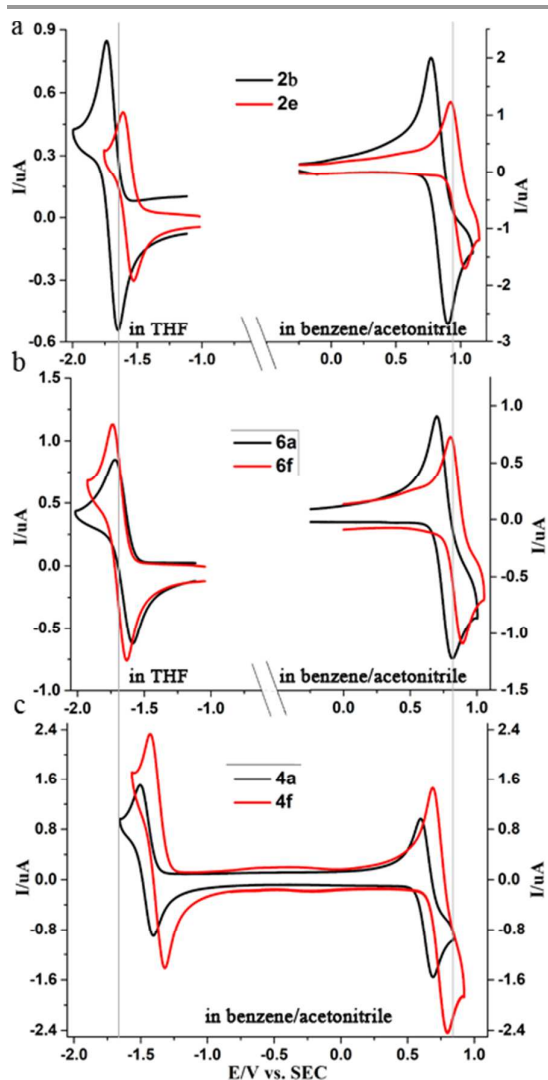 a
0.9
0.6
0.3
0.0
-0.3
-0.6
I/uA
2b
2e
2
1
0
-1
-2
-3
I/uA
in THF
in benzene/acetonitrile
-2.0 -1.5 -1.0 0.0 0.5 1.0
b
1.5
1.0
0.5
0.0
-0.5
-1.0
I/uA
6a
6f
1.0
0.5
0.0
-0.5
-1.0
-1.5
I/uA
in THF
in benzene/acetonitrile
-2.0 -1.5 -1.0 0.0 0.5 1.0
c
2.4
1.6
0.8
0.0
-0.8
-1.6
-2.4
I/uA
4a
4f
2.4
1.6
0.8
0.0
-0.8
-1.6
-2.4
I/uA
in benzene/acetonitrile
-2.0 -1.5 -1.0 -0.5 0.0 0.5 1.0
E/V vs. SEC